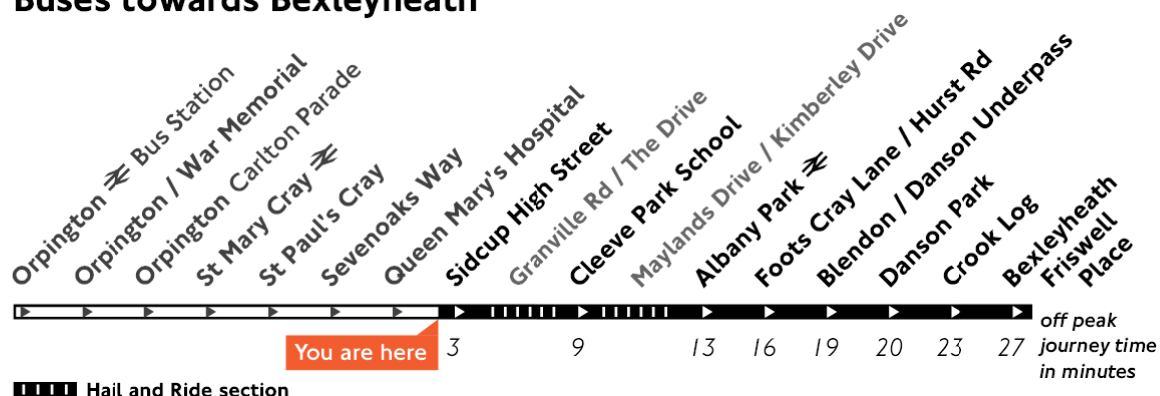 Buses towards Bexleyheath
Orpington Bus Station
Orpington / War Memorial
Orpington Carlton Parade
St Mary Cray
St Paul's Cray
Sevenoaks Way
Queen Mary's Hospital
Sidcup High Street
Granville Rd / The Drive
Cleeve Park School
Maylands Drive / Kimberley Drive
Albany Park
Foots Cray Lane / Hurst Rd
Blendon / Danson Underpass
Danson Park
Crook Log
Bexleyheath
Friswell
Place
You are here
3 9 13 16 19 20 23 27
off peak
journey time
in minutes
Hail and Ride section